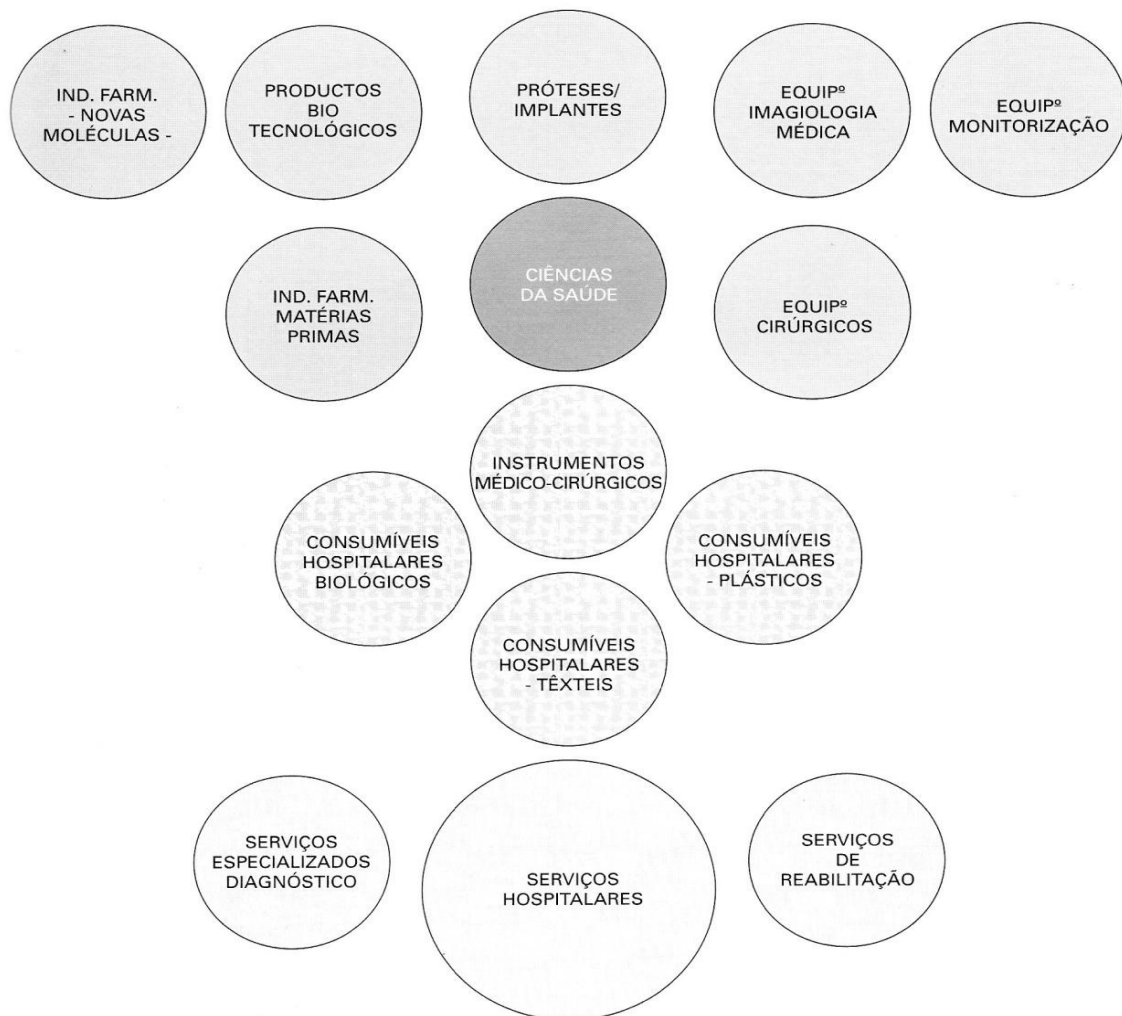 IND. FARM.
- NOVAS
MOLÉCULAS -
PRODUCTOS
BIO
TECNOLÓGICOS
PRÓTESES/
IMPLANTES
EQUIPº
IMAGIOLOGIA
MÉDICA
EQUIPº
MONITORIZAÇÃO
IND. FARM.
MATÉRIAS
PRIMAS
CIÊNCIAS
DA SAÚDE
EQUIPº
CIRÚRGICOS
INSTRUMENTOS
MÉDICO-CIRÚRGICOS
CONSUMÍVEIS
HOSPITALARES
BIOLÓGICOS
CONSUMÍVEIS
HOSPITALARES
- PLÁSTICOS
CONSUMÍVEIS
HOSPITALARES
- TÊXTEIS
SERVIÇOS
ESPECIALIZADOS
DIAGNÓSTICO
SERVIÇOS
HOSPITALARES
SERVIÇOS
DE
REABILITAÇÃO